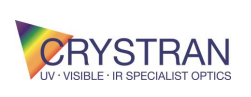 CRYSTRAN
UV · VISIBLE · IR SPECIALIST OPTICS